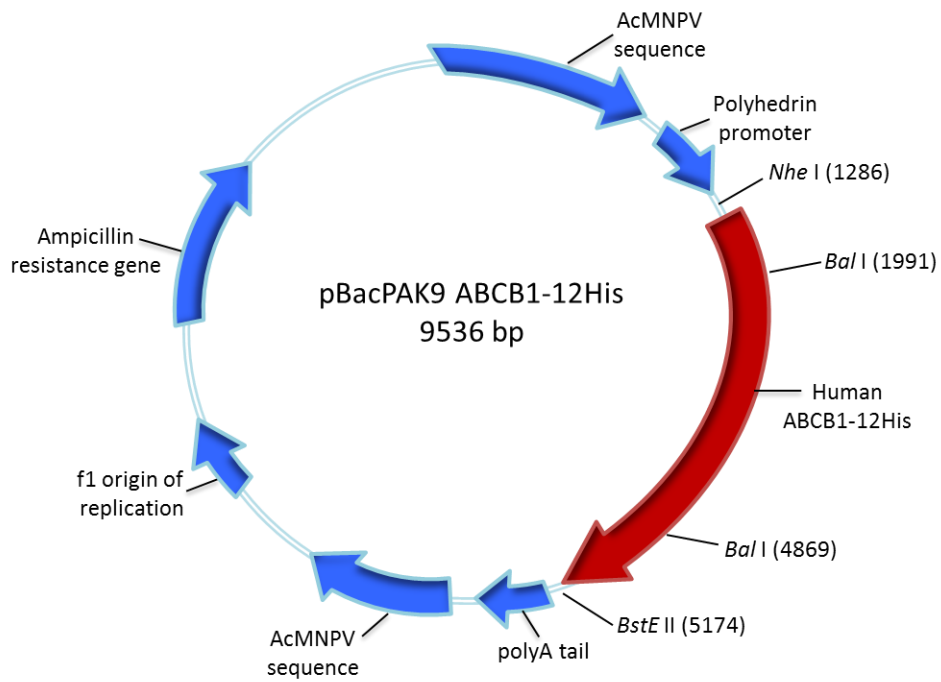 AcMNPV
sequence
Polyhedrin
promoter
Nhe I (1286)
Bal I (1991)
Ampicillin
resistance gene
pBacPAK9 ABCB1-12His
9536 bp
Human
ABCB1-12His
f1 origin of
replication
Bal I (4869)
BstE II (5174)
AcMNPV
sequence
polyA tail